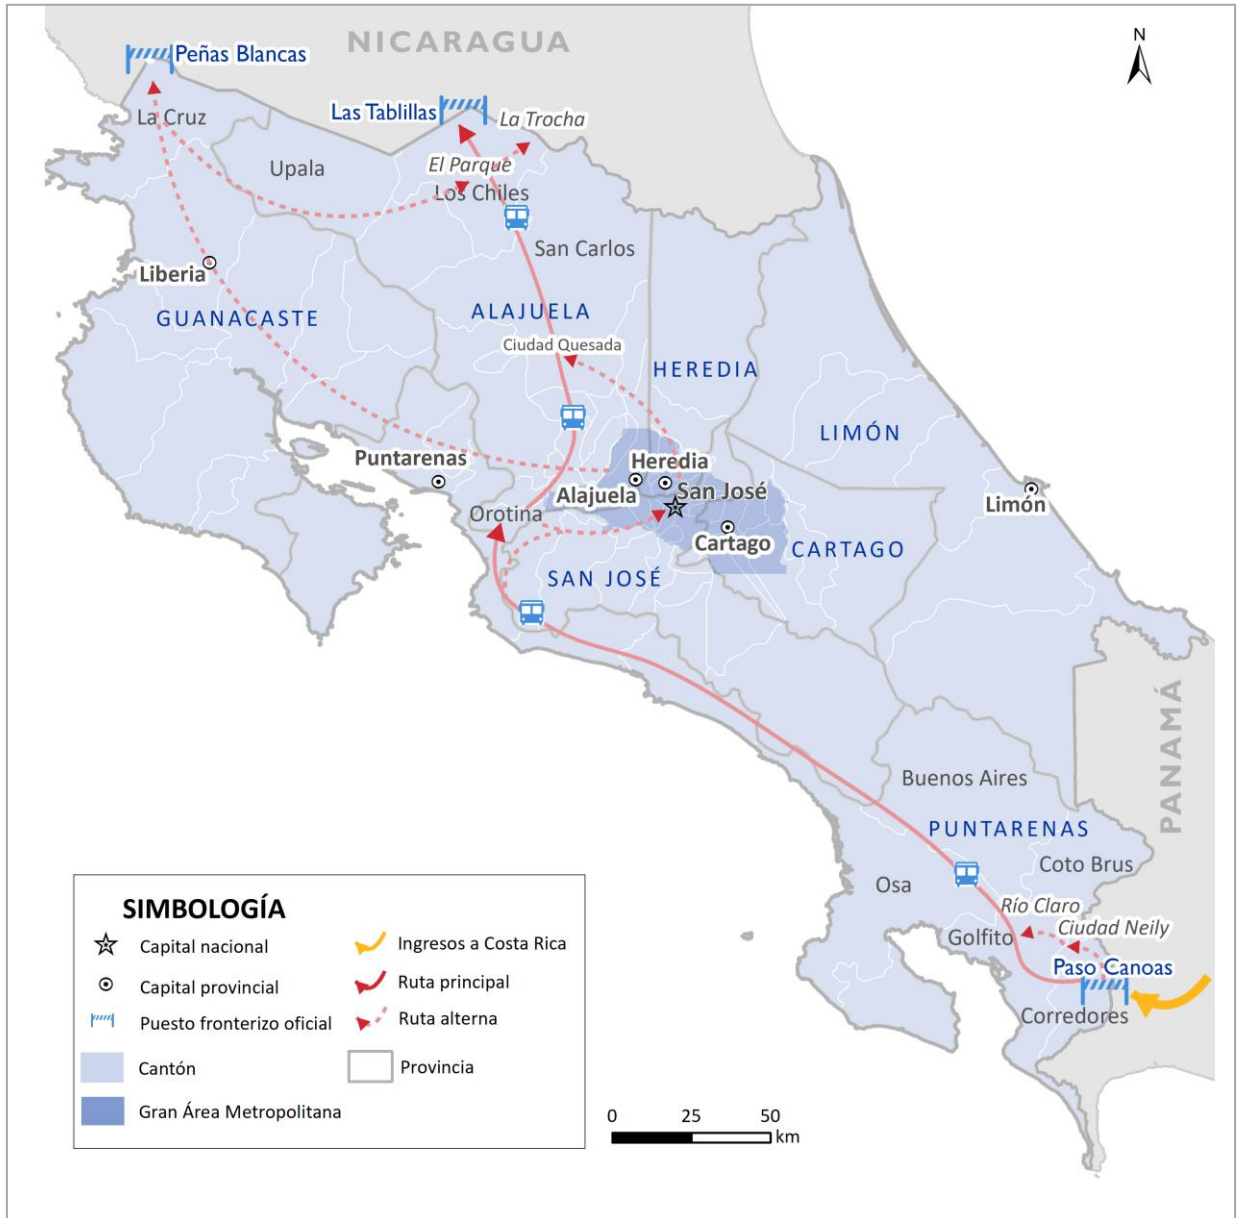 NICARAGUA
N
Peñas Blancas
Las Tablillas
La Cruz
La Trocha
El Parque
Upala
Los Chiles
San Carlos
Liberia
GUANACASTE
ALAJUELA
Ciudad Quesada
HEREDIA
LIMÓN
Puntarenas
Heredia
Alajuela
San José
Limón
Orotina
Cartago
CARTAGO
SAN JOSÉ
PANAMÁ
Buenos Aires
PUNTARENAS
Coto Brus
Osa
Río Claro
Ciudad Neily
Golfito
Paso Canoas
Corredores
SIMBOLOGÍA
Capital nacional
Capital provincial
Puesto fronterizo oficial
Cantón
Gran Área Metropolitana
Ingresos a Costa Rica
Ruta principal
Ruta alterna
Provincia
0 25 50
km